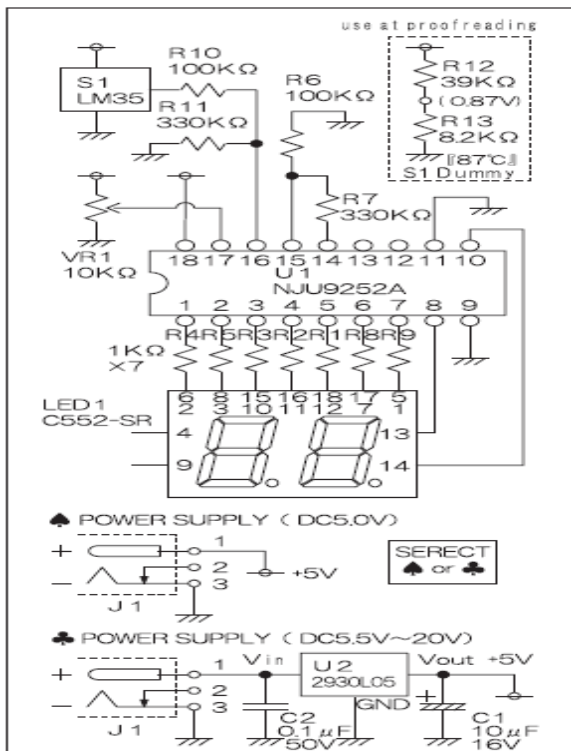 use at proofreading
R10
100KΩ
S1
LM35
R11
330KΩ
R6
100KΩ
R12
39KΩ
(0.87V)
R13
8.2KΩ
『87℃』
S1 Dummy
R7
330KΩ
VR1
10KΩ
18 17 16 15 14 13 12 11 10
U1
NJU9252A
1 2 3 4 5 6 7 8 9
R4 R5 R3 R2 R1 R8 R9
1KΩ
×7
6 8 15 16 18 17 5
2 3 10 11 12 7 1
LED1
C552-SR
4
13
9
14
♠ POWER SUPPLY (DC5.0V)
+
1
2
+5V
－
3
J1
SERECT
♠ or ♣
♣ POWER SUPPLY (DC5.5V～20V)
+
1
Vin
U2
2930L05
Vout +5V
2
－
3
GND
+
J1
C2
0.1μF
50V
C1
10μF
16V